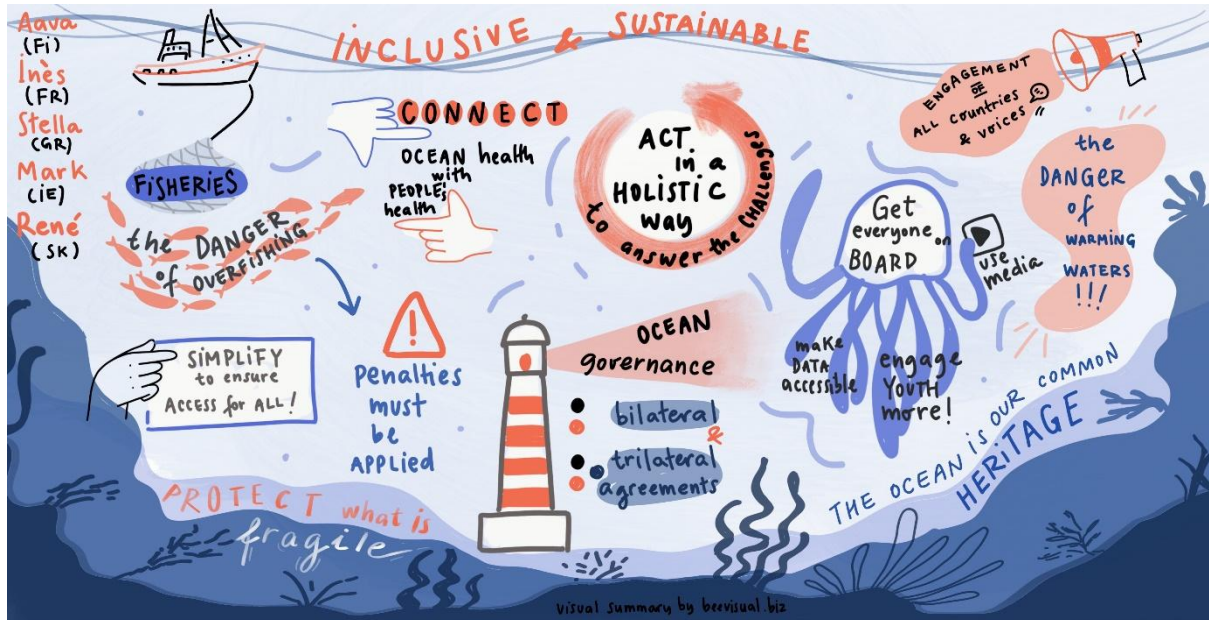 INCLUSIVE & SUSTAINABLE
Aava
(Fi)
Inès
(FR)
Stella
(GR)
Mark
(iE)
René
(SK)
FiSHERiES
the DANGER
of OVERFISHING
CONNECT
OCEAN health
with
PEOPLE's
health
ACT
in a
HOLISTIC
way
to answer the CHALLENGES
ENGAGEMENT
OF
ALL countries
& voices
the
DANGER
of
WARMING
WATERS
!!!
Get
everyone on
BOARD
use
media
make
DATA
accessible
engage
YOUTH
more!
SiMPLiFY
to ensure
ACCESS for ALL!
!
Penalties
must
be
APPLIED
OCEAN
governance
bilateral
&
trilateral
agreements
PROTECT what is
fragile
THE OCEAN IS OUR COMMON
HERITAGE
visual summary by beevisual.biz